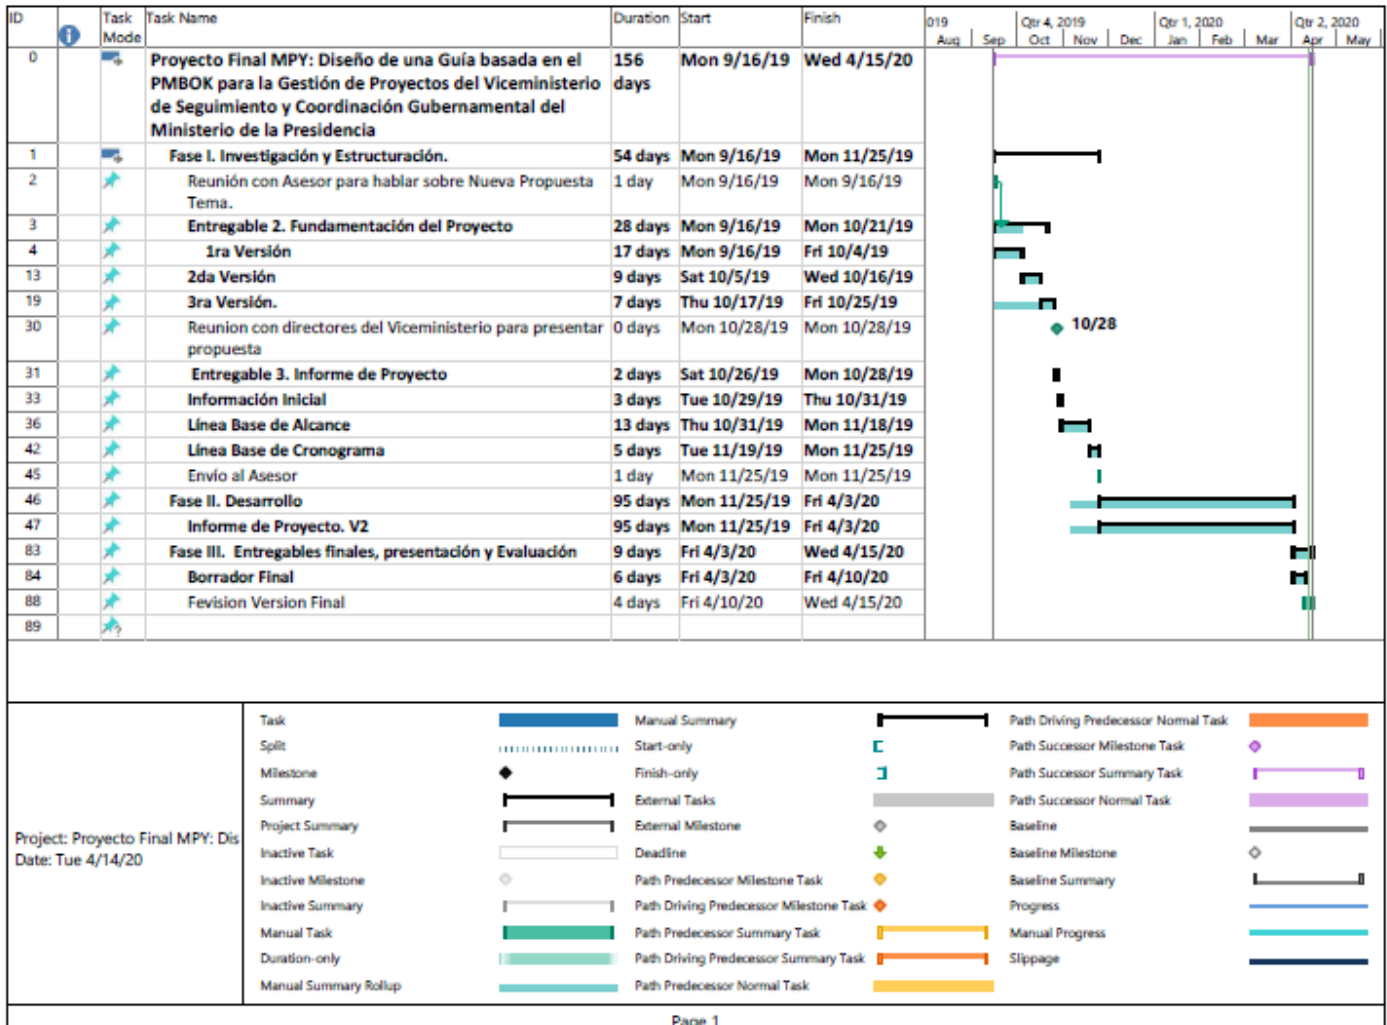 ID Task Mode Task Name Duration Start Finish
019 Qtr 4, 2019 Qtr 1, 2020 Qtr 2, 2020
Aug Sep Oct Nov Dec Jan Feb Mar Apr May
0 Proyecto Final MPY: Diseño de una Guía basada en el 156 Mon 9/16/19 Wed 4/15/20
PMBOK para la Gestión de Proyectos del Viceministerio days
de Seguimiento y Coordinación Gubernamental del
Ministerio de la Presidencia
1 Fase I. Investigación y Estructuración. 54 days Mon 9/16/19 Mon 11/25/19
2 Reunión con Asesor para hablar sobre Nueva Propuesta 1 day Mon 9/16/19 Mon 9/16/19
Tema.
3 Entregable 2. Fundamentación del Proyecto 28 days Mon 9/16/19 Mon 10/21/19
4 1ra Versión 17 days Mon 9/16/19 Fri 10/4/19
13 2da Versión 9 days Sat 10/5/19 Wed 10/16/19
19 3ra Versión. 7 days Thu 10/17/19 Fri 10/25/19
30 Reunion con directores del Viceministerio para presentar 0 days Mon 10/28/19 Mon 10/28/19 10/28
propuesta
31 Entregable 3. Informe de Proyecto 2 days Sat 10/26/19 Mon 10/28/19
33 Información Inicial 3 days Tue 10/29/19 Thu 10/31/19
36 Línea Base de Alcance 13 days Thu 10/31/19 Mon 11/18/19
42 Línea Base de Cronograma 5 days Tue 11/19/19 Mon 11/25/19
45 Envío al Asesor 1 day Mon 11/25/19 Mon 11/25/19
46 Fase II. Desarrollo 95 days Mon 11/25/19 Fri 4/3/20
47 Informe de Proyecto. V2 95 days Mon 11/25/19 Fri 4/3/20
83 Fase III. Entregables finales, presentación y Evaluación 9 days Fri 4/3/20 Wed 4/15/20
84 Borrador Final 6 days Fri 4/3/20 Fri 4/10/20
88 Fevision Version Final 4 days Fri 4/10/20 Wed 4/15/20
89
Project: Proyecto Final MPY: Dis
Date: Tue 4/14/20
Task
Split
Milestone
Summary
Project Summary
Inactive Task
Inactive Milestone
Inactive Summary
Manual Task
Duration-only
Manual Summary Rollup
Manual Summary
Start-only
Finish-only
External Tasks
External Milestone
Deadline
Path Predecessor Milestone Task
Path Driving Predecessor Milestone Task
Path Predecessor Summary Task
Path Driving Predecessor Summary Task
Path Predecessor Normal Task
Path Driving Predecessor Normal Task
Path Successor Milestone Task
Path Successor Summary Task
Path Successor Normal Task
Baseline
Baseline Milestone
Baseline Summary
Progress
Manual Progress
Slippage
Page 1